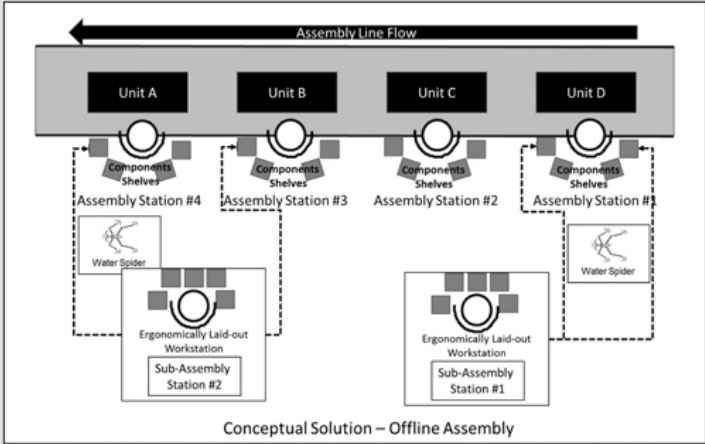 Assembly Line Flow
Unit A
Unit B
Unit C
Unit D
Components
Shelves
Components
Shelves
Components
Shelves
Components
Shelves
Assembly Station #4
Assembly Station #3
Assembly Station #2
Assembly Station #1
Water Spider
Water Spider
Ergonomically Laid-out
Workstation
Sub-Assembly
Station #2
Ergonomically Laid-out
Workstation
Sub-Assembly
Station #1
Conceptual Solution – Offline Assembly